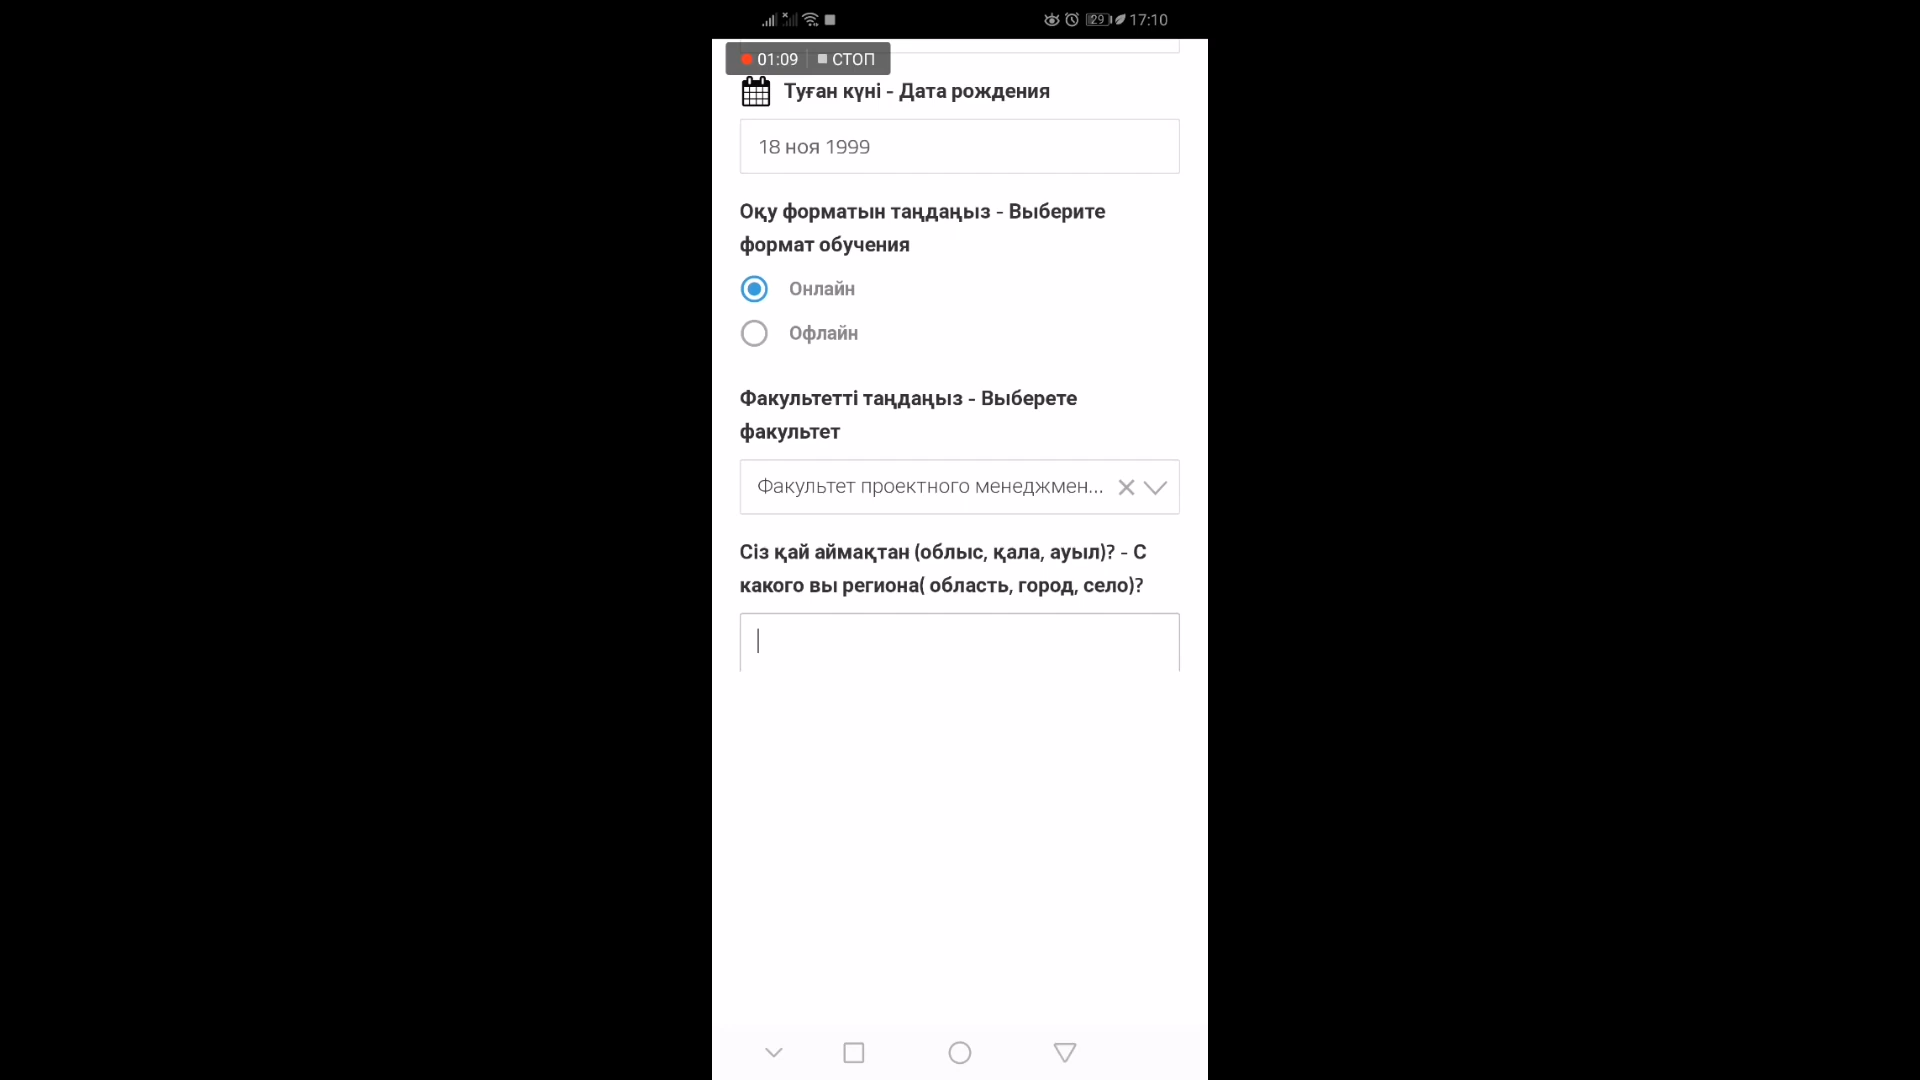 29 17:10
01:09 СТОП
Туған күні - Дата рождения
18 ноя 1999
Оқу форматын таңдаңыз - Выберите
формат обучения
Онлайн
Офлайн
Факультетті таңдаңыз - Выберете
факультет
Факультет проектного менеджмен...
Сіз қай аймақтан (облыс, қала, ауыл)? - С
какого вы региона( область, город, село)?